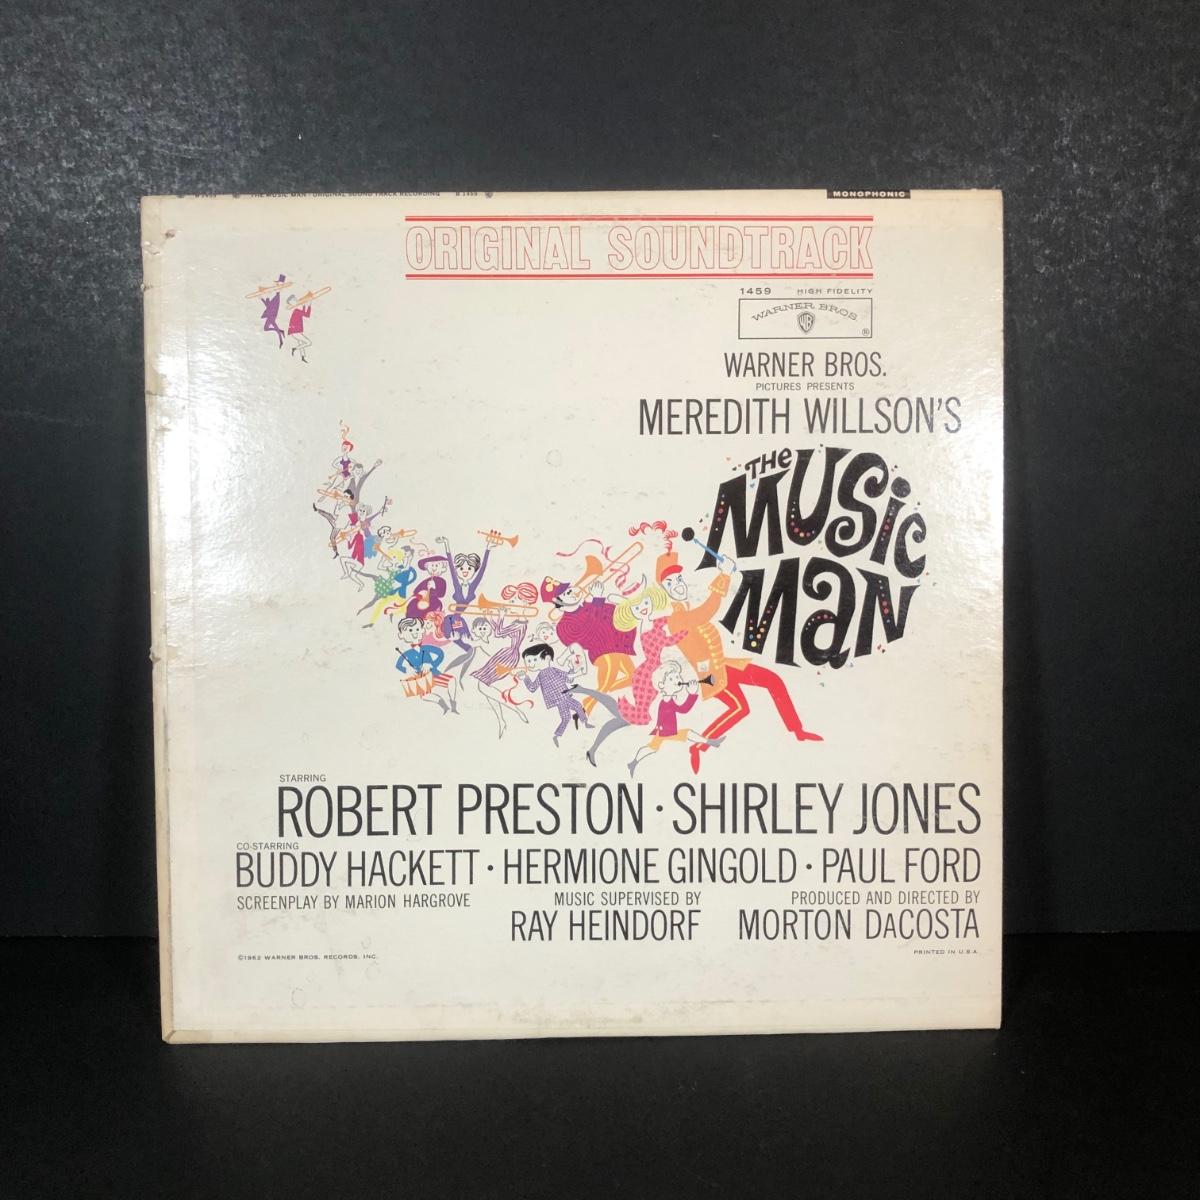 THE MUSIC MAN / ORIGINAL SOUND TRACK RECORDING B 1459
MONOPHONIC
ORIGINAL SOUNDTRACK
1459 HIGH FIDELITY
WARNER BROS
WB
®
WARNER BROS.
PICTURES PRESENTS
MEREDITH WILLSON'S
THE
MUSIC
MAN
STARRING
ROBERT PRESTON · SHIRLEY JONES
CO-STARRING
BUDDY HACKETT · HERMIONE GINGOLD · PAUL FORD
SCREENPLAY BY MARION HARGROVE
MUSIC SUPERVISED BY
RAY HEINDORF
PRODUCED AND DIRECTED BY
MORTON DACOSTA
©1962 WARNER BROS. RECORDS, INC.
PRINTED IN U.S.A.